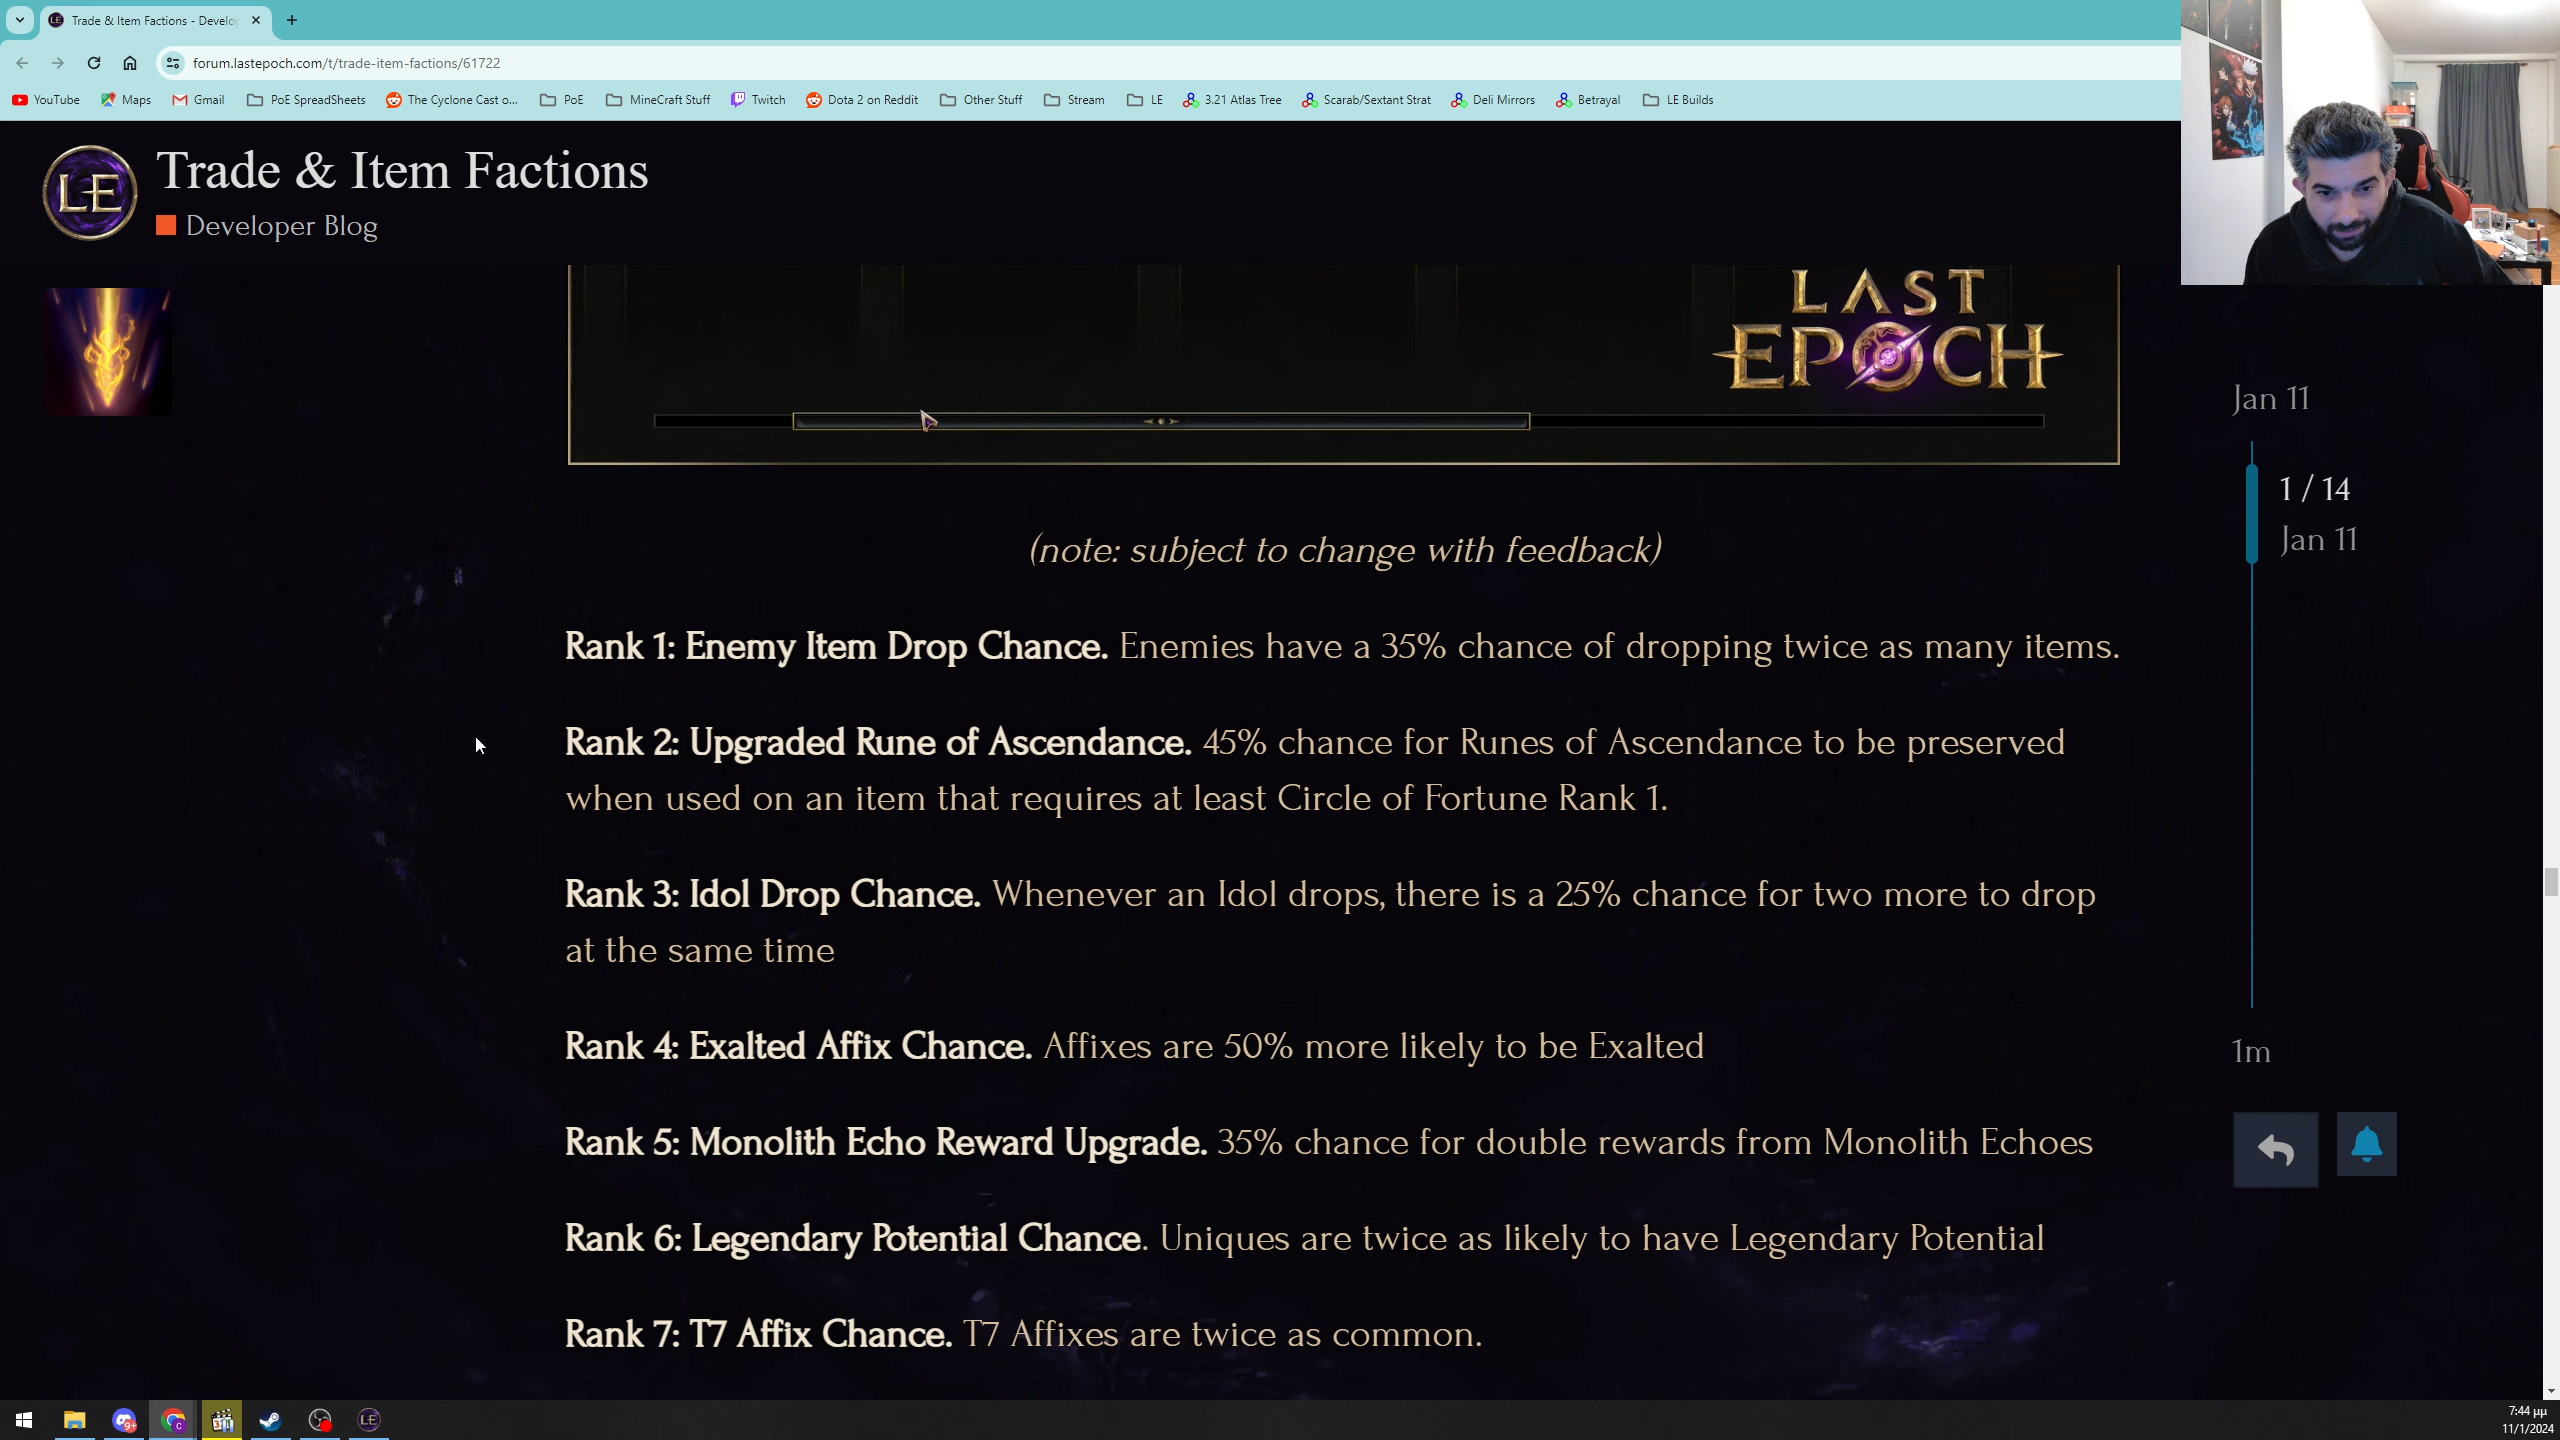 Trade & Item Factions - Develo
forum.lastepoch.com/t/trade-item-factions/61722
YouTube Maps Gmail PoE SpreadSheets The Cyclone Cast o... PoE MineCraft Stuff Twitch Dota 2 on Reddit Other Stuff Stream LE 3.21 Atlas Tree Scarab/Sextant Strat Deli Mirrors Betrayal LE Builds
LE
Trade & Item Factions
Developer Blog
LAST
EPOCH
Jan 11
1 / 14
Jan 11
(note: subject to change with feedback)
Rank 1: Enemy Item Drop Chance. Enemies have a 35% chance of dropping twice as many items.
Rank 2: Upgraded Rune of Ascendance. 45% chance for Runes of Ascendance to be preserved
when used on an item that requires at least Circle of Fortune Rank 1.
Rank 3: Idol Drop Chance. Whenever an Idol drops, there is a 25% chance for two more to drop
at the same time
Rank 4: Exalted Affix Chance. Affixes are 50% more likely to be Exalted
1m
Rank 5: Monolith Echo Reward Upgrade. 35% chance for double rewards from Monolith Echoes
Rank 6: Legendary Potential Chance. Uniques are twice as likely to have Legendary Potential
Rank 7: T7 Affix Chance. T7 Affixes are twice as common.
9+
LE
7:44 μμ
11/1/2024